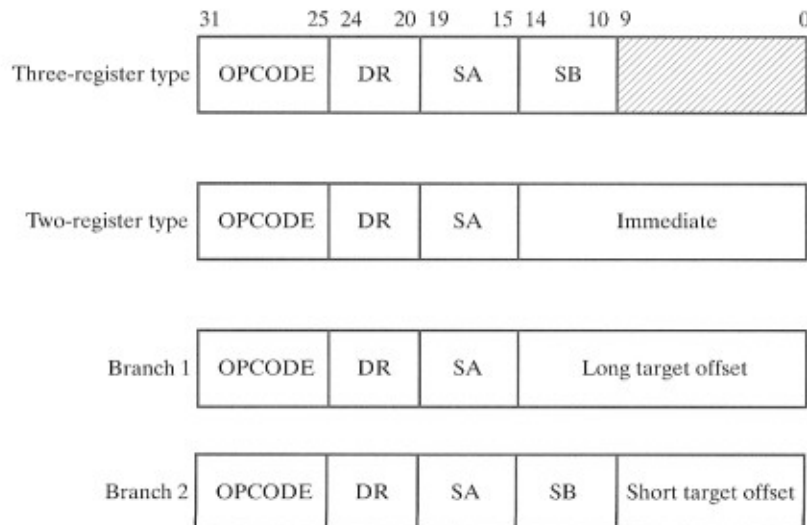 31 25 24 20 19 15 14 10 9 0
Three-register type OPCODE DR SA SB
Two-register type OPCODE DR SA Immediate
Branch 1 OPCODE DR SA Long target offset
Branch 2 OPCODE DR SA SB Short target offset